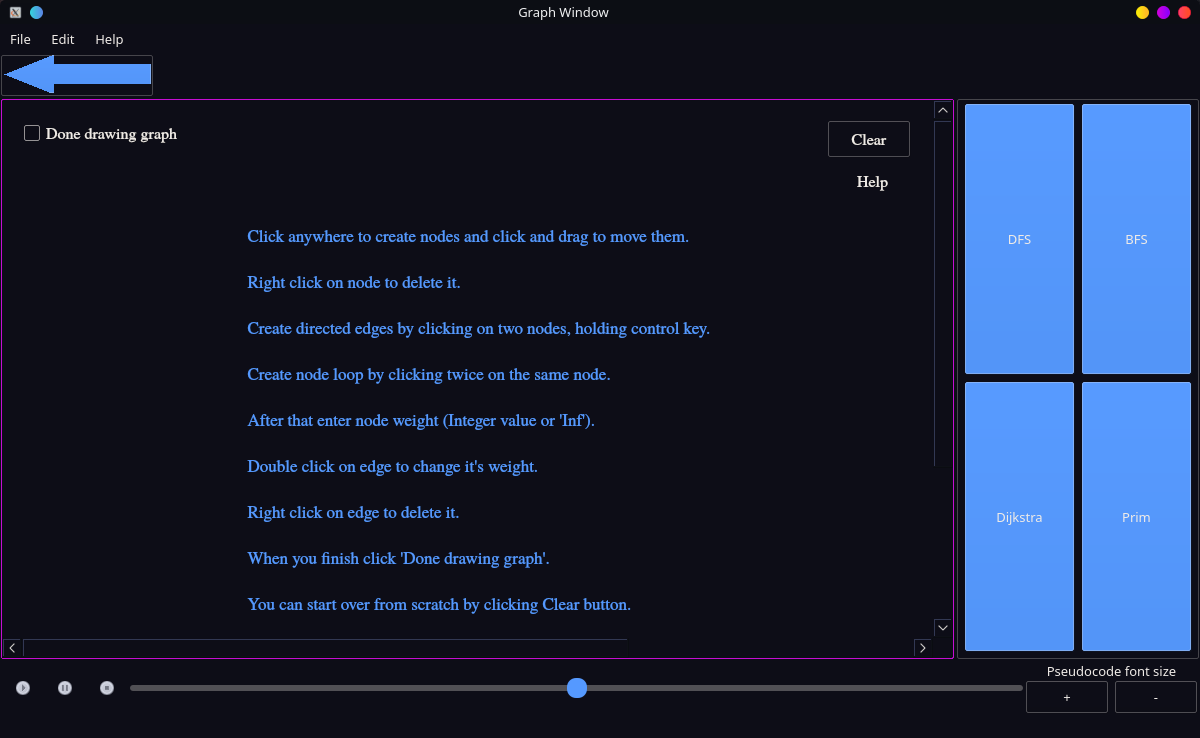 Graph Window
File Edit Help
Done drawing graph
Clear
Help
Click anywhere to create nodes and click and drag to move them.
Right click on node to delete it.
Create directed edges by clicking on two nodes, holding control key.
Create node loop by clicking twice on the same node.
After that enter node weight (Integer value or 'Inf').
Double click on edge to change it's weight.
Right click on edge to delete it.
When you finish click 'Done drawing graph'.
You can start over from scratch by clicking Clear button.
DFS BFS
Dijkstra Prim
Pseudocode font size
+ -